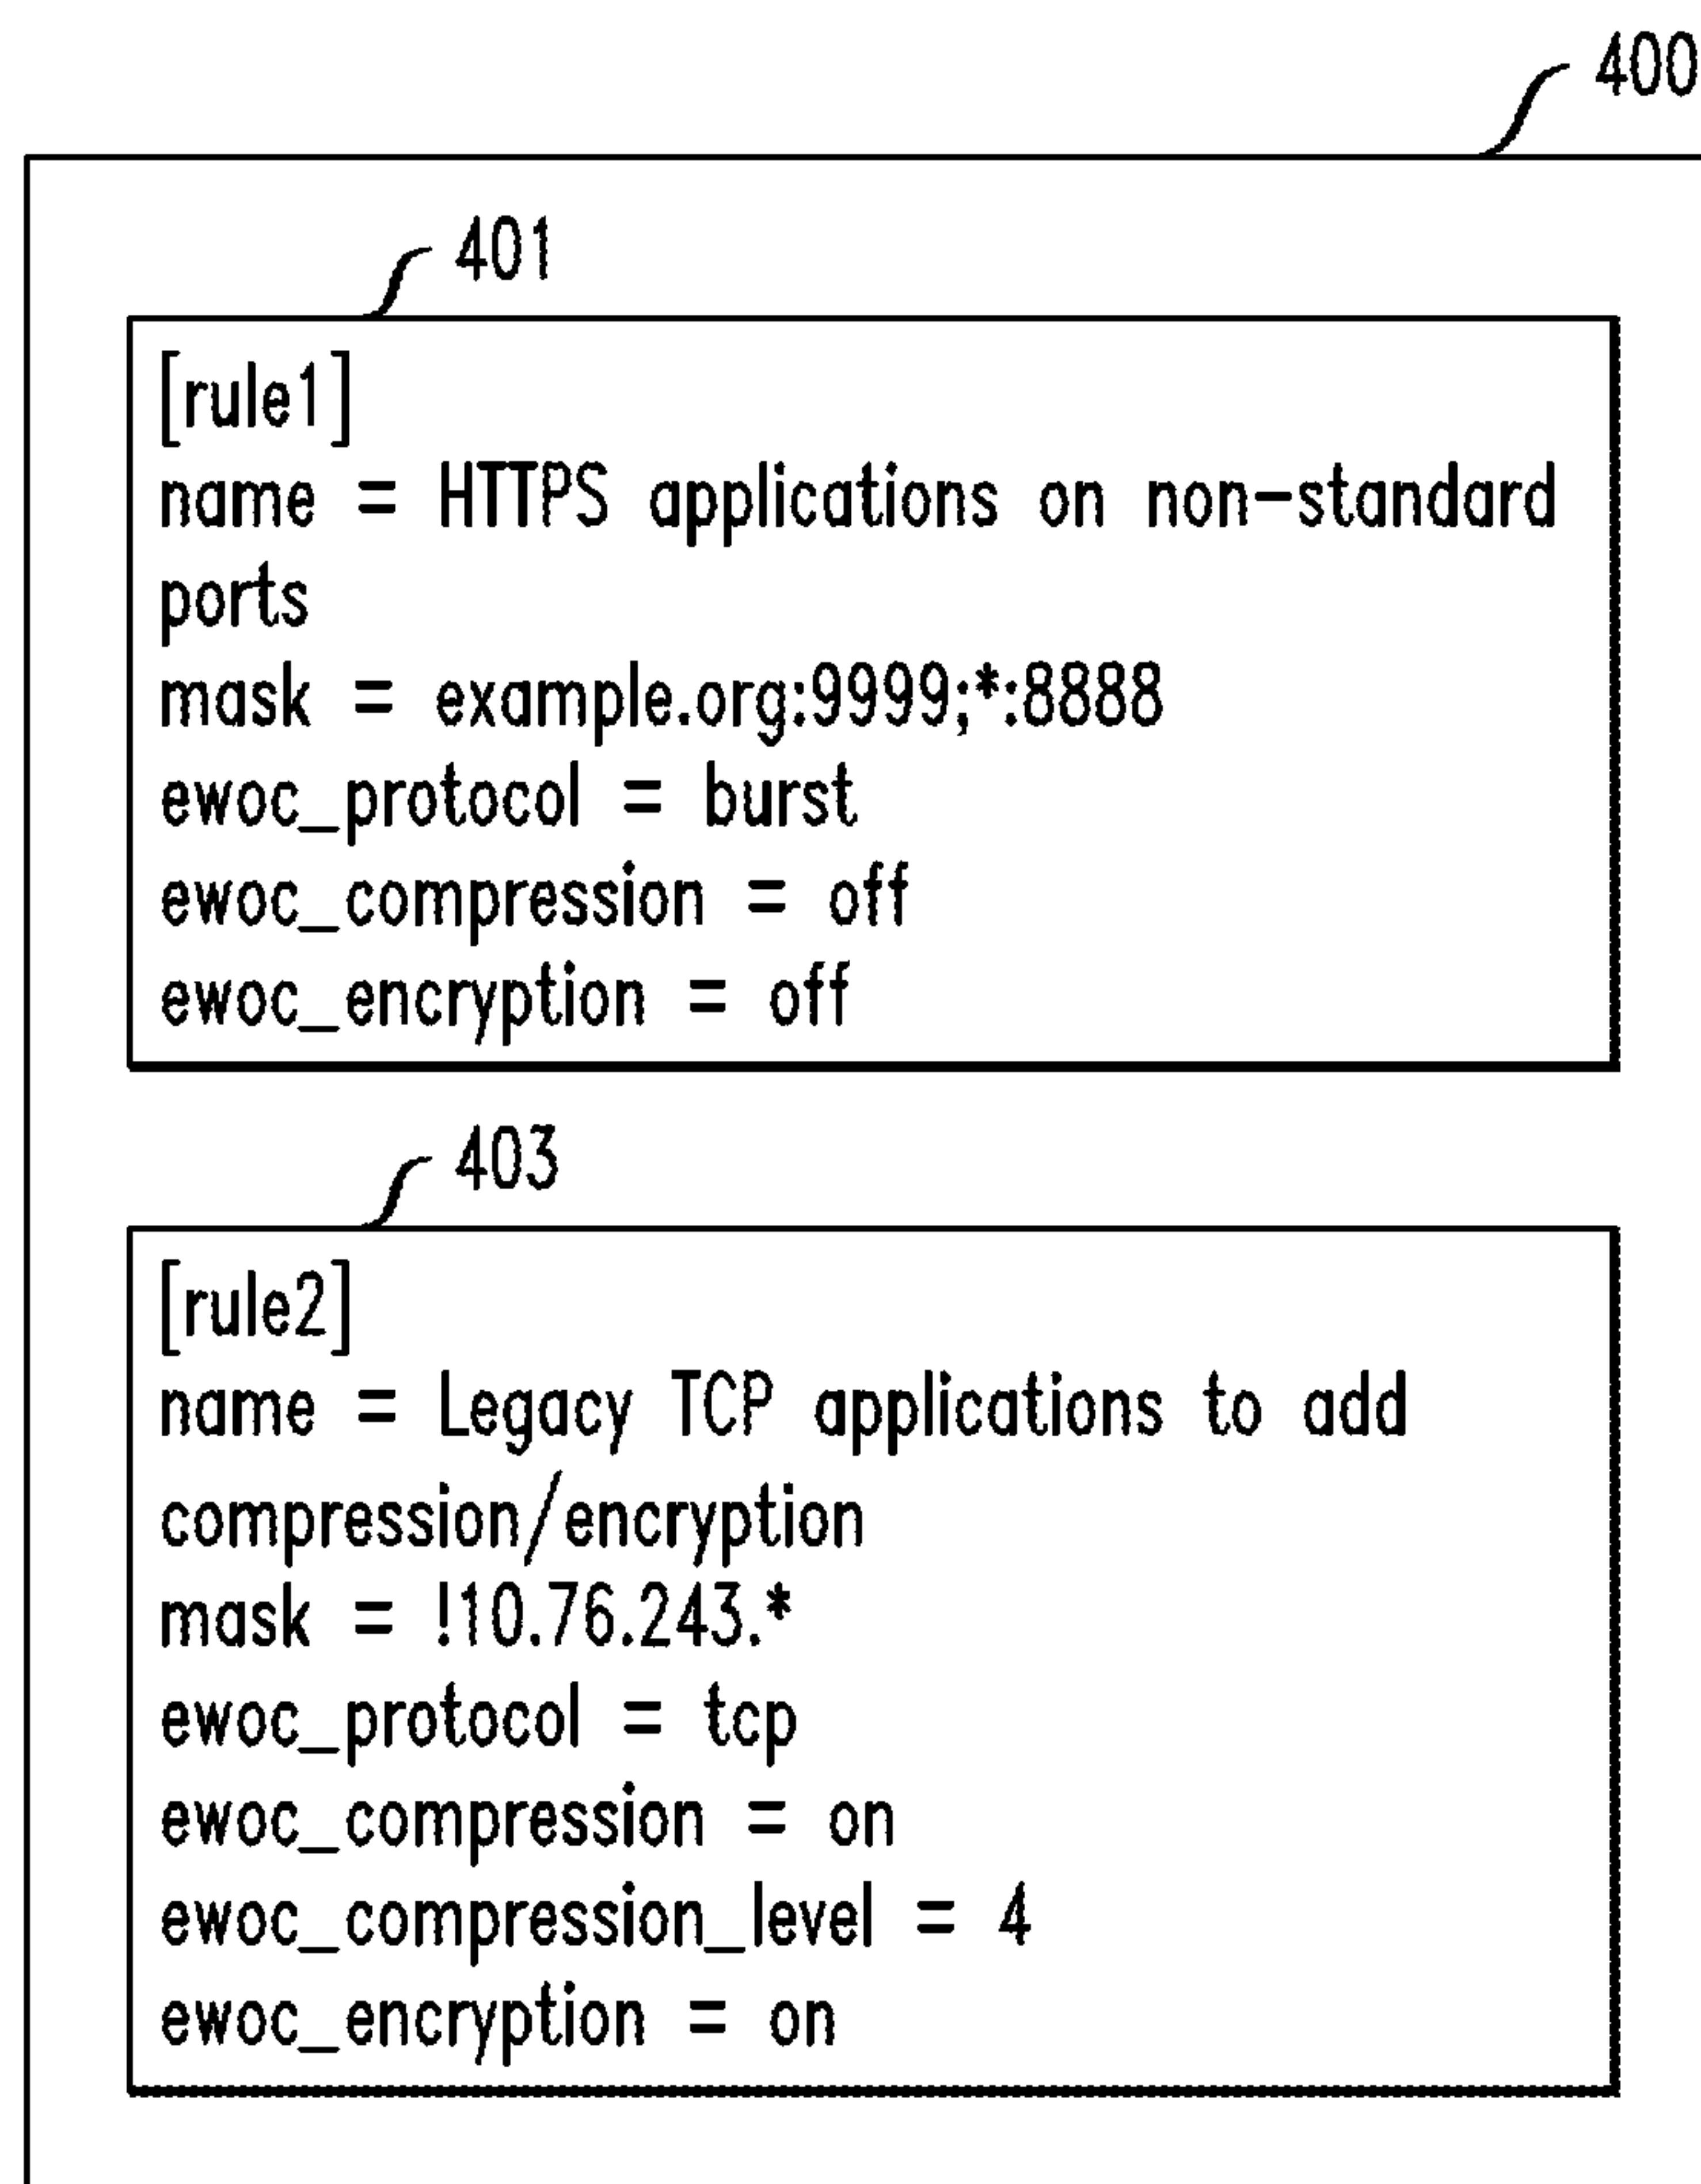 400
401
[rule1]
name = HTTPS applications on non-standard
ports
mask = example.org:9999;*:8888
ewoc_protocol = burst
ewoc_compression = off
ewoc_encryption = off
403
[rule2]
name = Legacy TCP applications to add
compression/encryption
mask = !10.76.243.*
ewoc_protocol = tcp
ewoc_compression = on
ewoc_compression_level = 4
ewoc_encryption = on